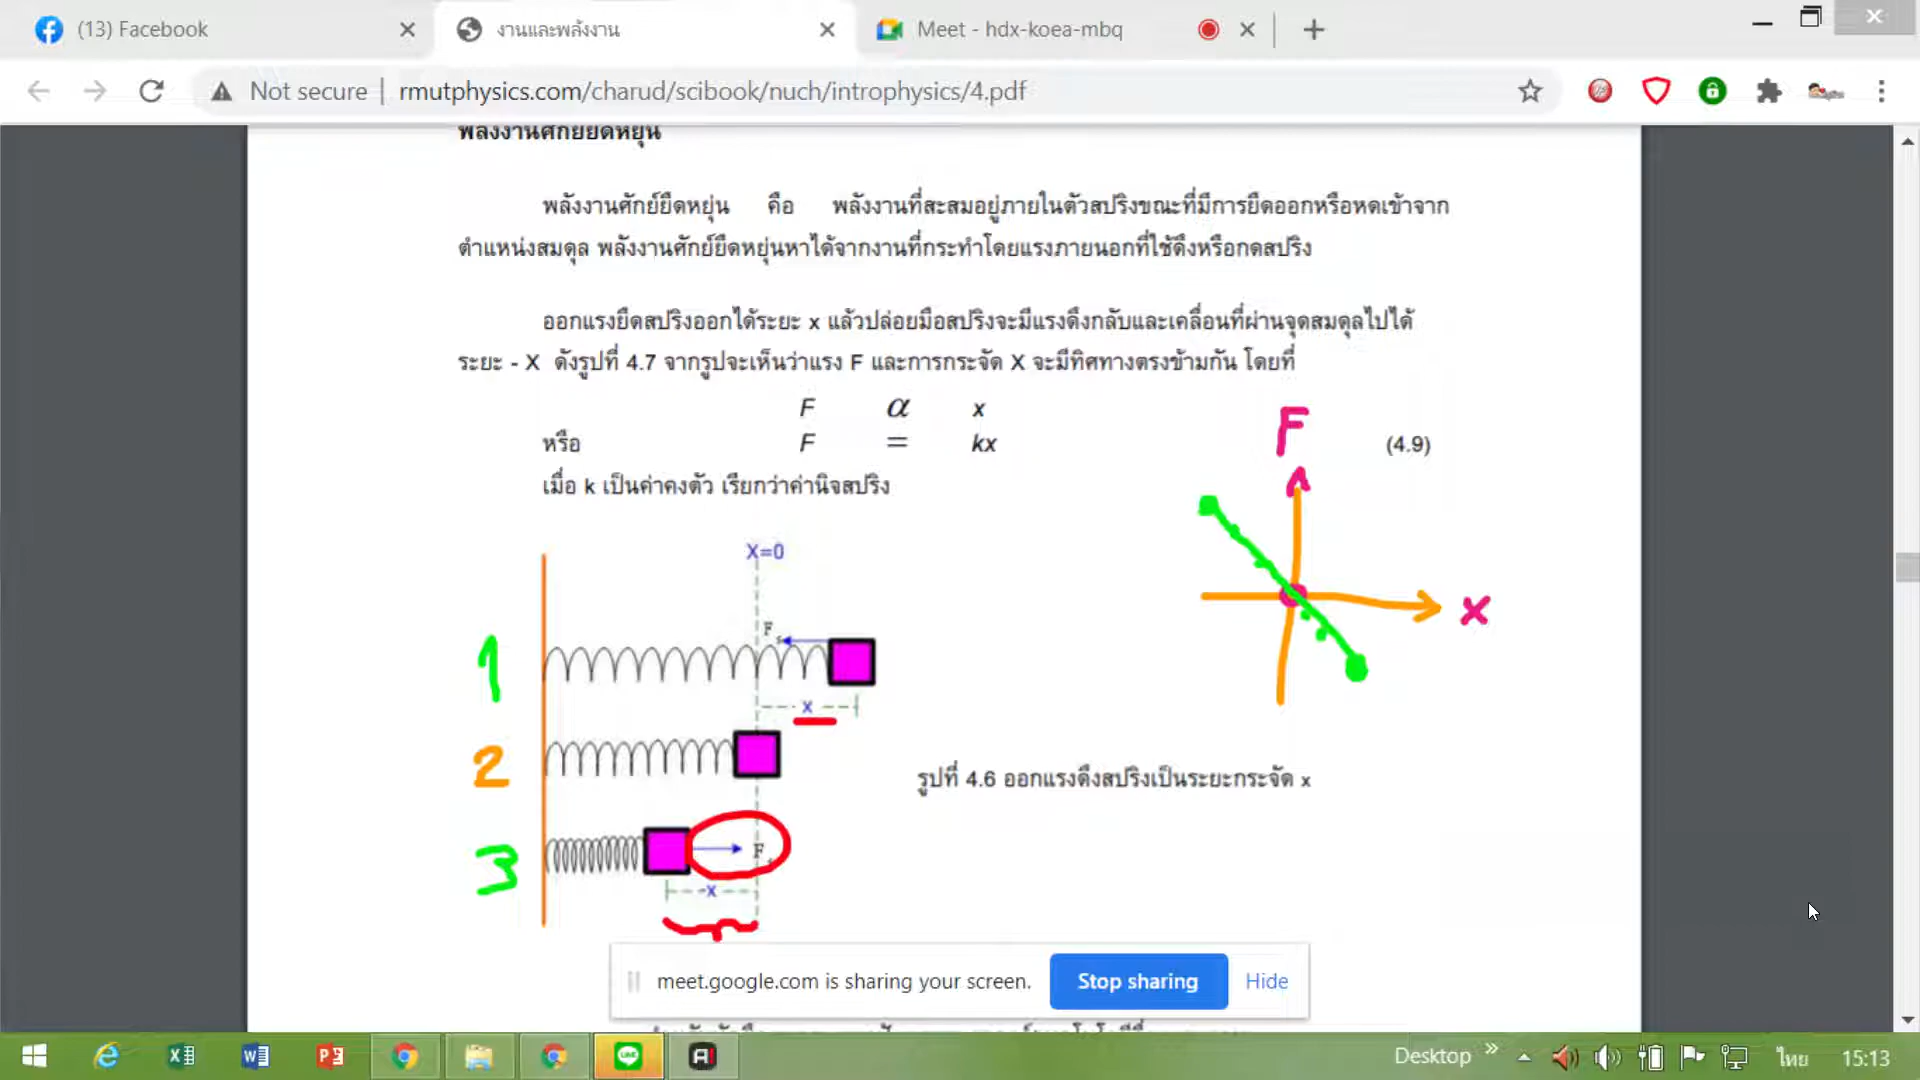 (13) Facebook
งานและพลังงาน
Meet - hdx-koea-mbq
Not secure | rmutphysics.com/charud/scibook/nuch/introphysics/4.pdf
พลังงานศักย์ยืดหยุ่น
พลังงานศักย์ยืดหยุ่น คือ พลังงานที่สะสมอยู่ภายในตัวสปริงขณะที่มีการยืดออกหรือหดเข้าจาก
ตำแหน่งสมดุล พลังงานศักย์ยืดหยุ่นหาได้จากงานที่กระทำโดยแรงภายนอกที่ใช้ดึงหรือกดสปริง
ออกแรงยืดสปริงออกได้ระยะ x แล้วปล่อยมือสปริงจะมีแรงดึงกลับและเคลื่อนที่ผ่านจุดสมดุลไปได้
ระยะ - X ดังรูปที่ 4.7 จากรูปจะเห็นว่าแรง F และการกระจัด X จะมีทิศทางตรงข้ามกัน โดยที่
F α x
หรือ F = kx (4.9)
เมื่อ k เป็นค่าคงตัว เรียกว่าค่านิจสปริง
F
x
X=0
F s
1
x
2
รูปที่ 4.6 ออกแรงดึงสปริงเป็นระยะกระจัด x
3
F
-x
meet.google.com is sharing your screen.
Stop sharing
Hide
Desktop
ไทย
15:13